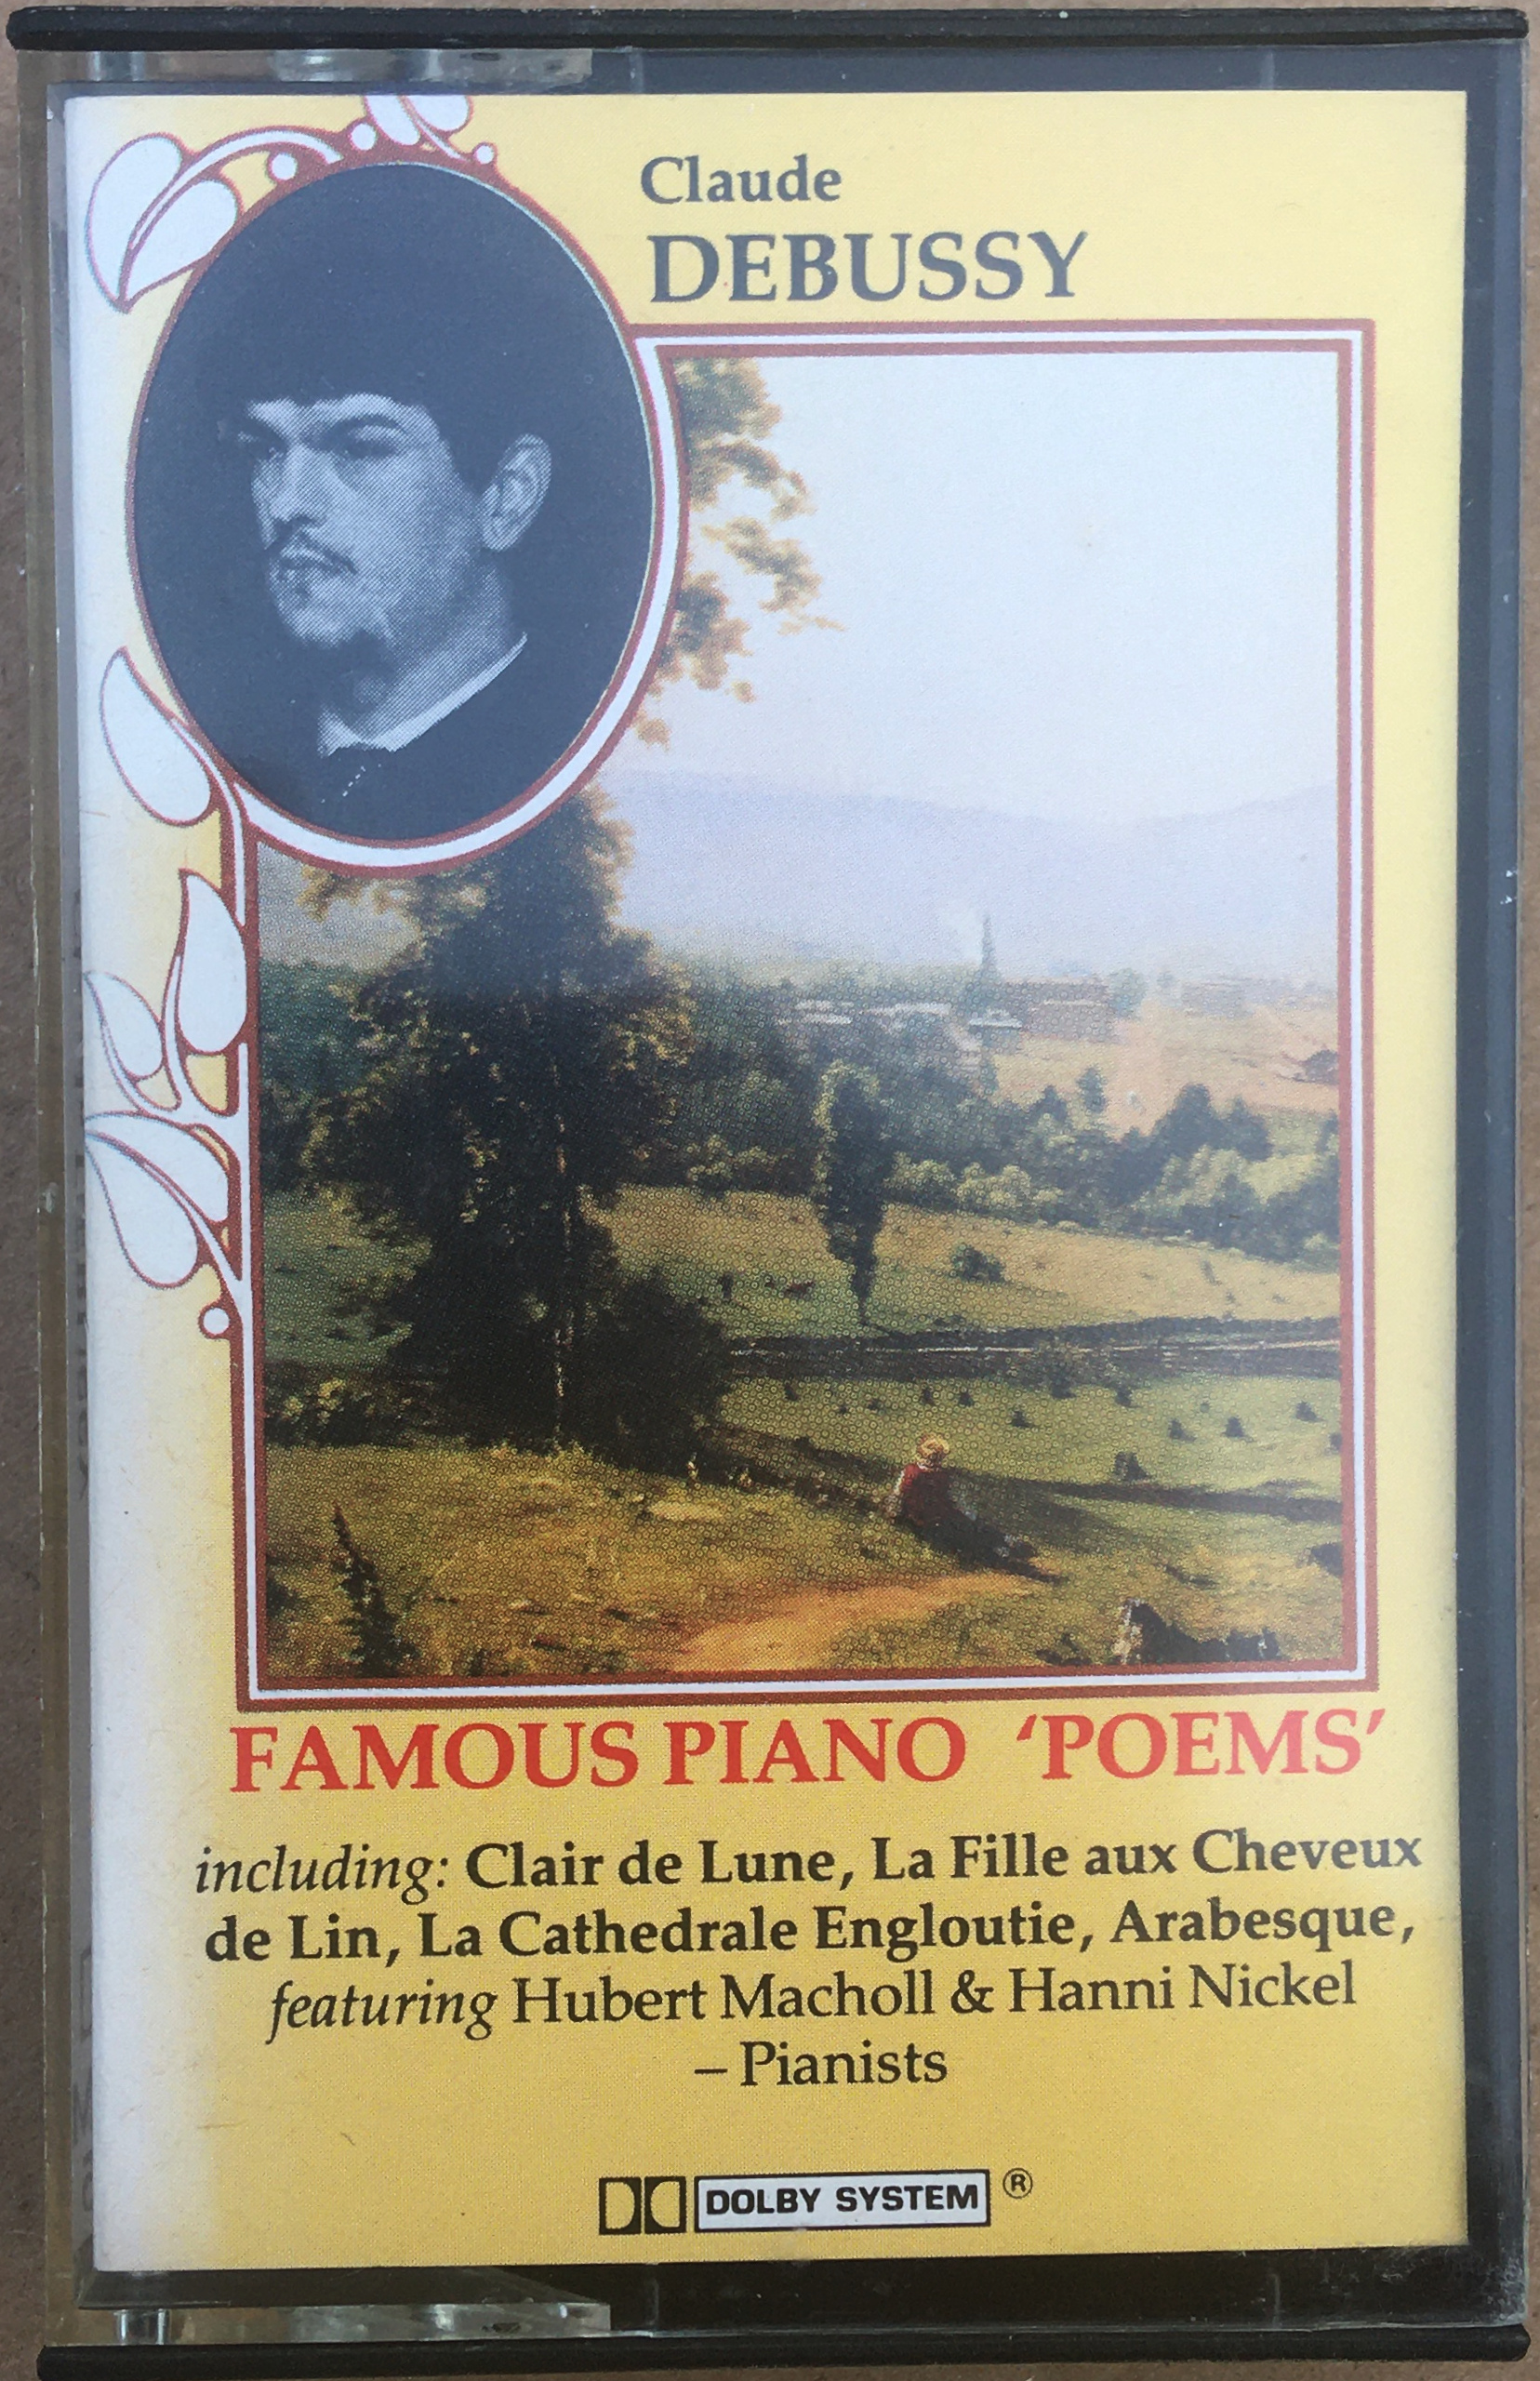 Claude
DEBUSSY
FAMOUS PIANO ‘POEMS’
including: Clair de Lune, La Fille aux Cheveux
de Lin, La Cathedrale Engloutie, Arabesque,
featuring Hubert Macholl & Hanni Nickel
– Pianists
DOLBY SYSTEM ®